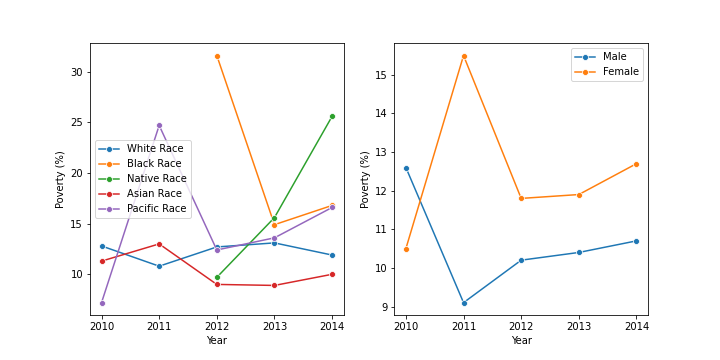 30
25
20
15
10
Poverty (%)
White Race
Black Race
Native Race
Asian Race
Pacific Race
2010 2011 2012 2013 2014
Year
15
14
13
12
11
10
9
Poverty (%)
Male
Female
2010 2011 2012 2013 2014
Year